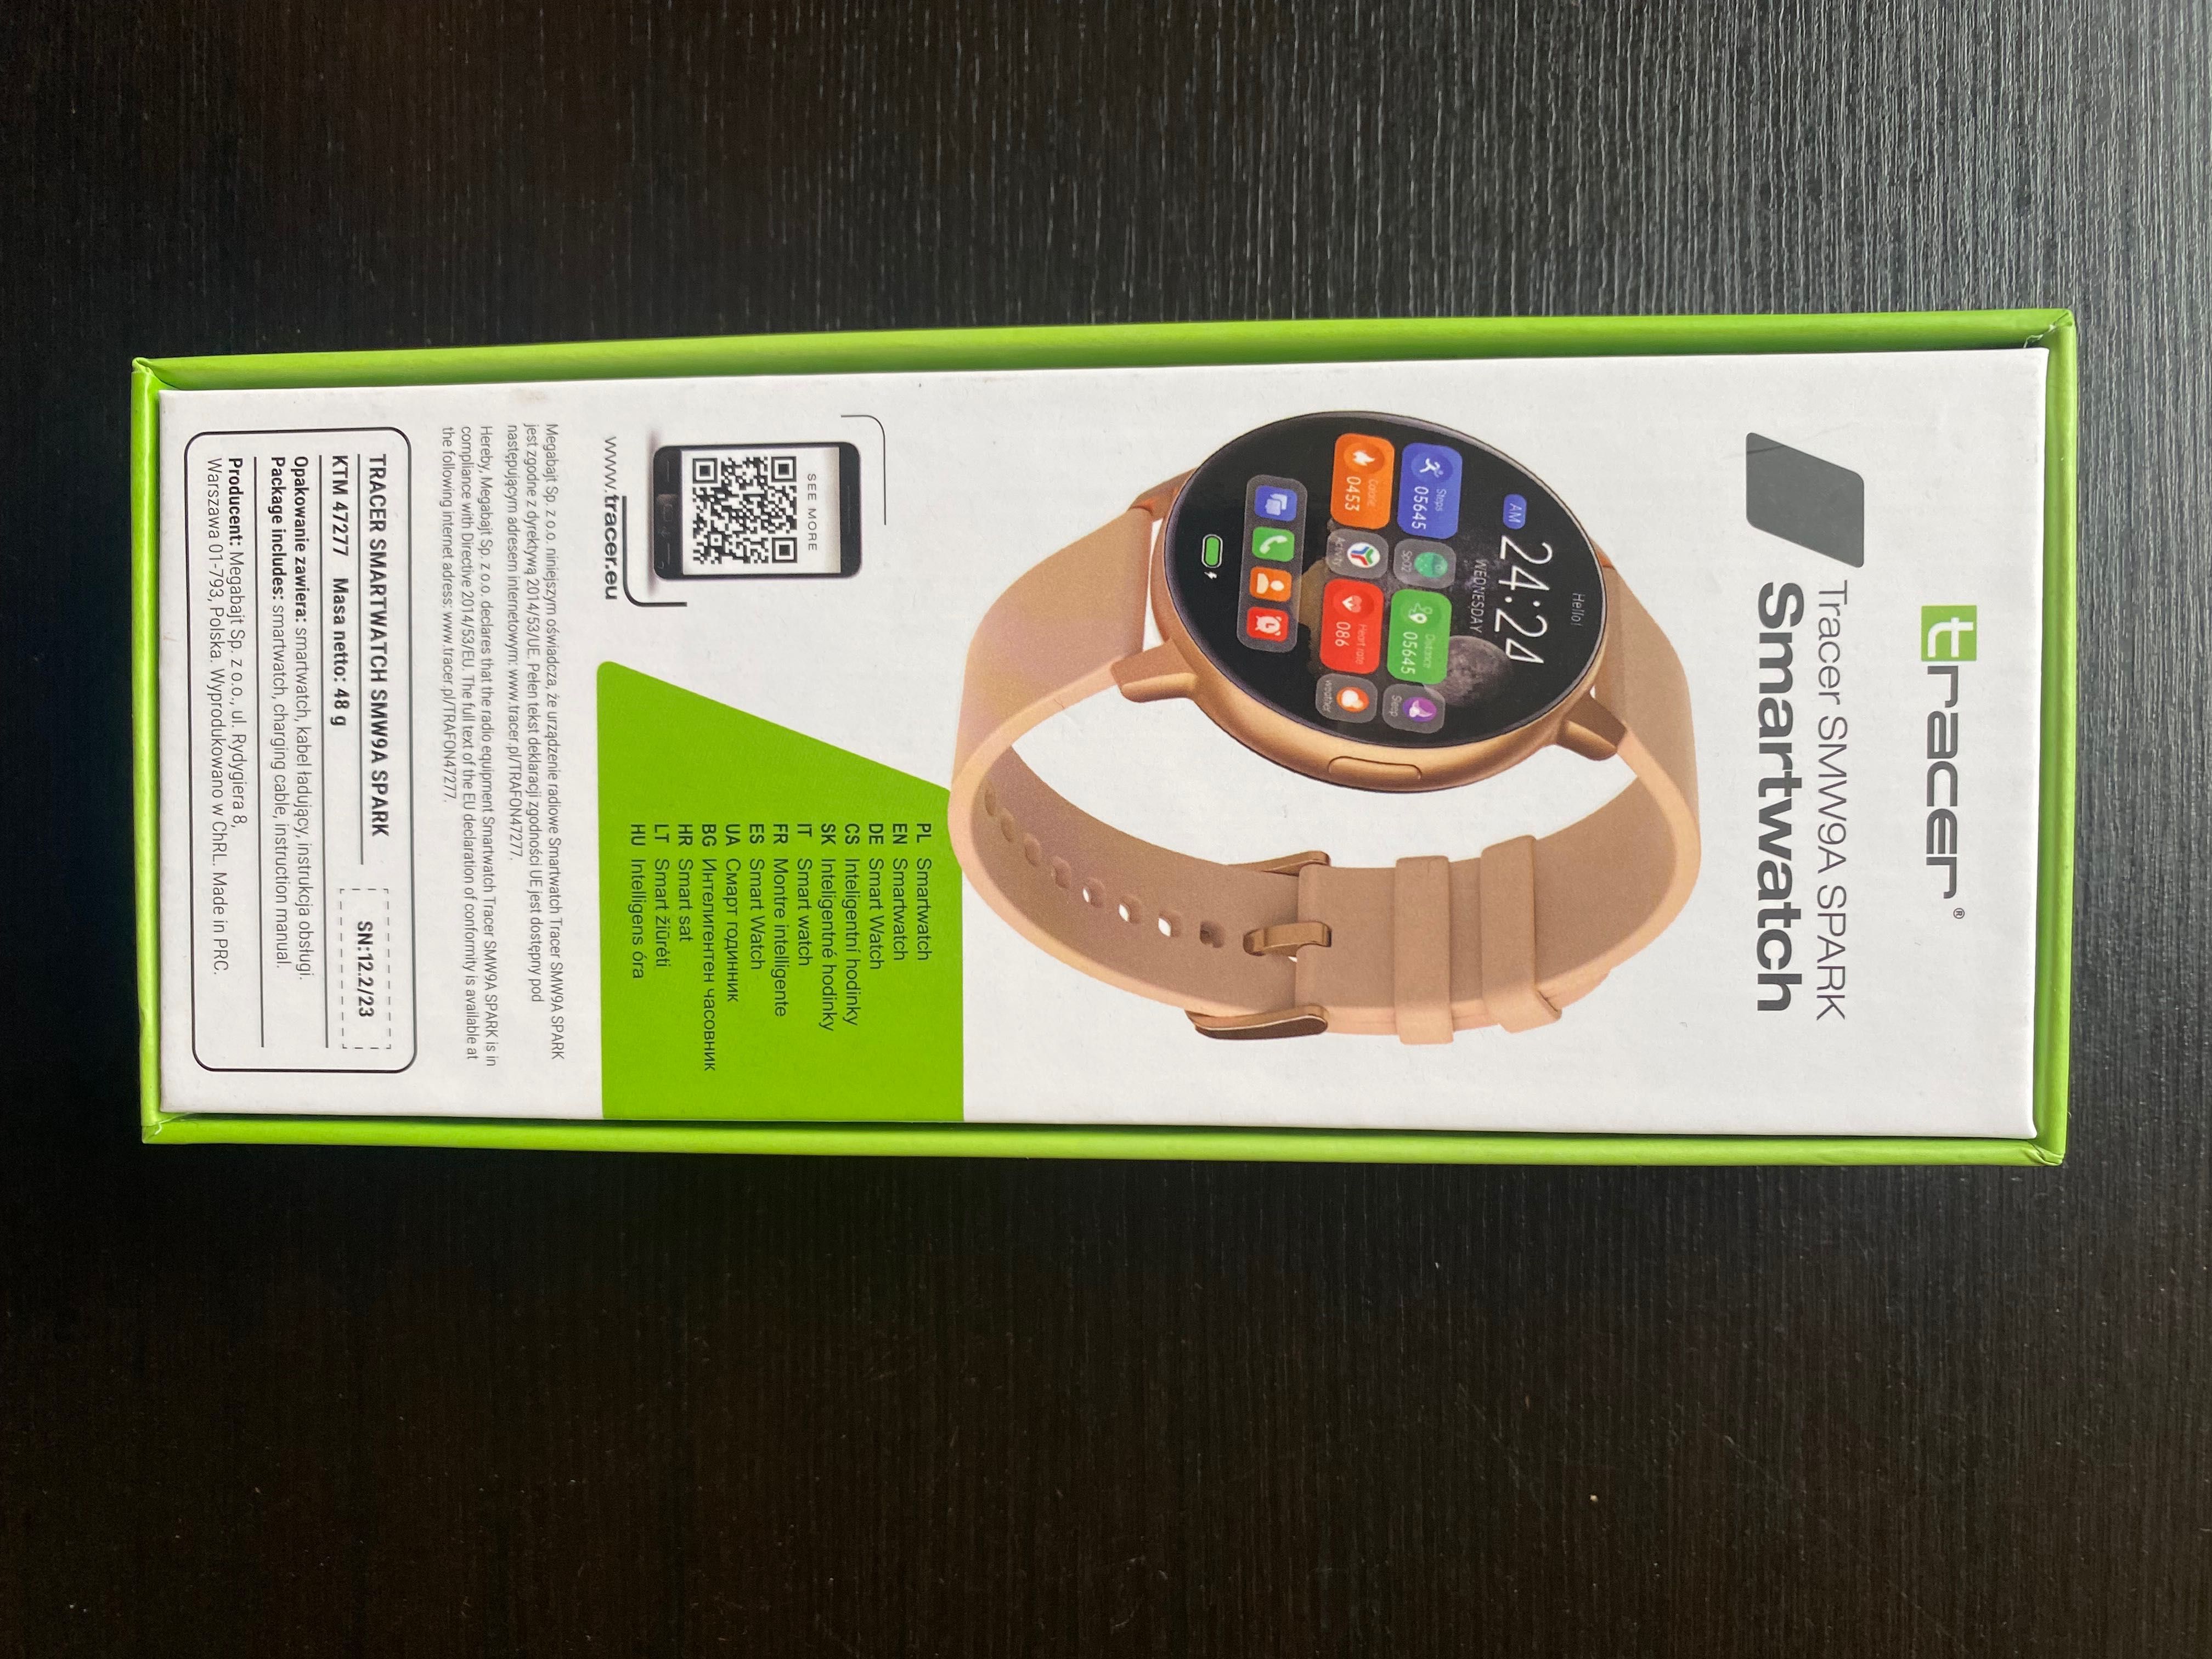 tracer®
Tracer SMW9A SPARK
Smartwatch
Hello!
AM 24:24
WEDNESDAY
Steps
05645
Spo2
Distance
05645
Sleep
Calorie
0453
Activity
Heart rate
086
Weather
PL Smartwatch
EN Smartwatch
DE Smart Watch
CS Inteligentní hodinky
SK Inteligentné hodinky
IT Smart watch
FR Montre intelligente
ES Smart Watch
UA Смарт годинник
BG Интелигентен часовник
HR Smart sat
LT Smart žiūrėti
HU Intelligens óra
SEE MORE
www.tracer.eu
Megabajt Sp. z o.o. niniejszym oświadcza, że urządzenie radiowe Smartwatch Tracer SMW9A SPARK
jest zgodne z dyrektywą 2014/53/UE. Pełen tekst deklaracji zgodności UE jest dostępny pod
następującym adresem internetowym: www.tracer.pl/TRAFON47277.
Hereby, Megabajt Sp. z o.o. declares that the radio equipment Smartwatch Tracer SMW9A SPARK is in
compliance with Directive 2014/53/EU. The full text of the EU declaration of conformity is available at
the following internet adress: www.tracer.pl/TRAFON47277.
TRACER SMARTWATCH SMW9A SPARK
KTM 47277 Masa netto: 48 g
SN:12.2/23
Opakowanie zawiera: smartwatch, kabel ładujący, instrukcja obsługi.
Package includes: smartwatch, charging cable, instruction manual.
Producent: Megabajt Sp. z o.o., ul. Rydygiera 8,
Warszawa 01-793, Polska. Wyprodukowano w ChRL. Made in PRC.